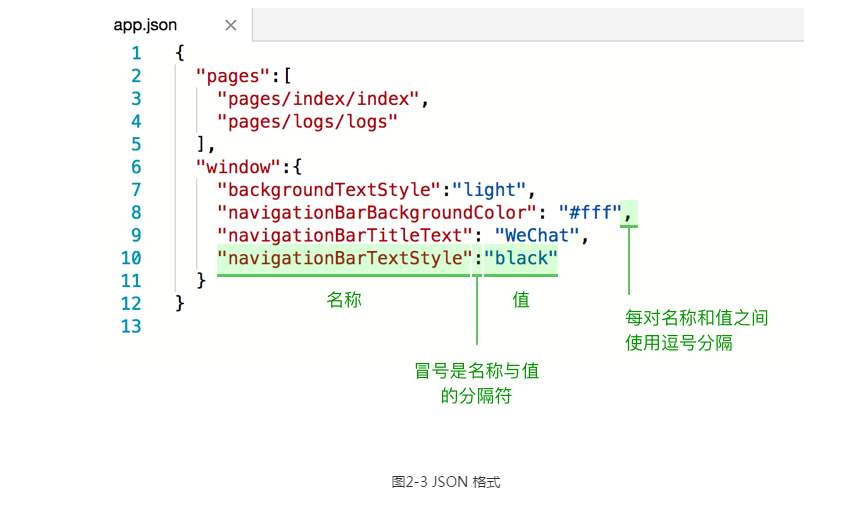 app.json ×
1 {
2 "pages":[
3 "pages/index/index",
4 "pages/logs/logs"
5 ],
6 "window":{
7 "backgroundTextStyle":"light",
8 "navigationBarBackgroundColor": "#fff",
9 "navigationBarTitleText": "WeChat",
10 "navigationBarTextStyle":"black"
11 }
12 }
13
名称 值
每对名称和值之间
使用逗号分隔
冒号是名称与值
的分隔符
图2-3 JSON 格式